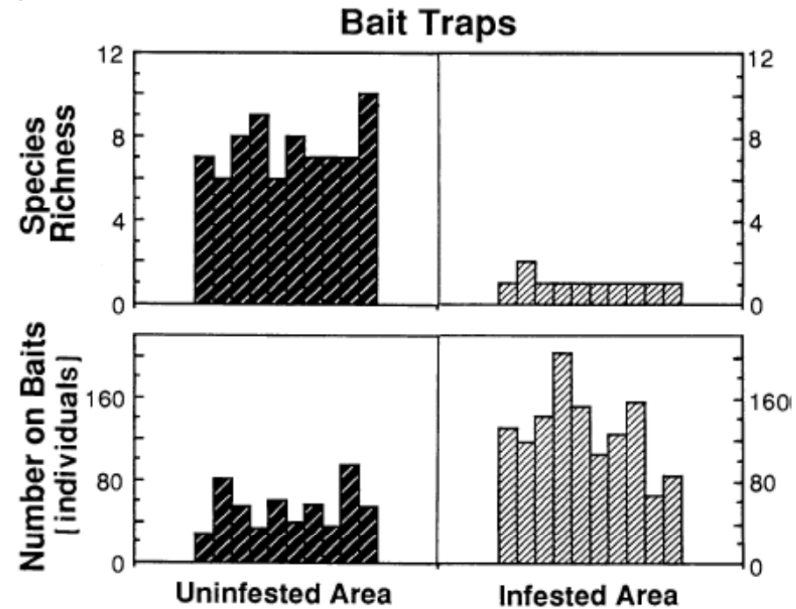 Bait Traps
12
8
4
0
12
8
4
0
Species
Richness
160
80
0
160
80
0
Number on Baits
[individuals]
Uninfested Area
Infested Area